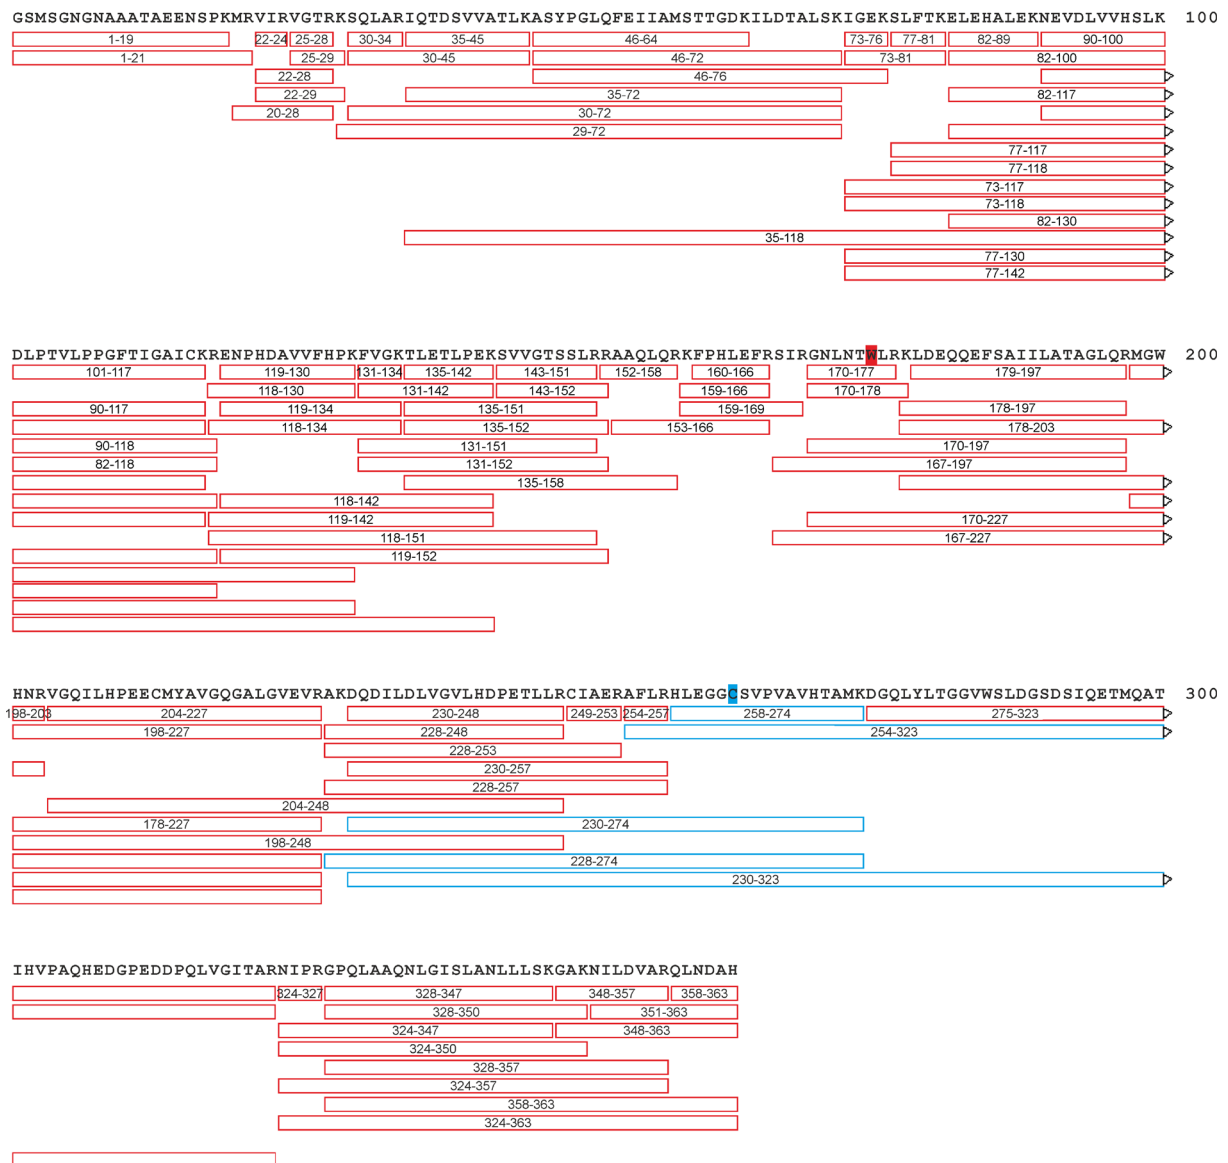 GSMSGNGNAAATAEENSPKMRVIRVGTRKSQLARIQTDSVVATLKASYPGLQFEIIAMSTTGDKILDTALSKIGEKSLFTKELEHALEKNEVDLVVHSLK 100
1-19 22-24 25-28 30-34 35-45 46-64 73-76 77-81 82-89 90-100
1-21 25-29 30-45 46-72 73-81 82-100
22-28 46-76
22-29 35-72 82-117
20-28 30-72
29-72
77-117
77-118
73-117
73-118
82-130
35-118
77-130
77-142
DLPTVLPPGFTIGAICKRENPHDAVVFHPKFVGKTLETLPEKSVVGTSSLRRAAQLQRKFPHLEFRSIRGNLNTWLRKLDEQQEFSAIILATAGLQRMGW 200
101-117 119-130 131-134 135-142 143-151 152-158 160-166 170-177 179-197
118-130 131-142 143-152 159-166 170-178
90-117 119-134 135-151 159-169 178-197
118-134 135-152 153-166 178-203
90-118 131-151 170-197
82-118 131-152 167-197
135-158
118-142
119-142 170-227
118-151 167-227
119-152
HNRVGQILHPEECMYAVGQGALGVEVRAKDQDILDLVGVLHDPETLLRCIAERAFLRHLEGGCSVPVAVHTAMKDGQLYLTGGVWSLDGSDSIQETMQAT 300
198-203 204-227 230-248 249-253 254-257 258-274 275-323
198-227 228-248 254-323
228-253
230-257
228-257
204-248
178-227 230-274
198-248
228-274
230-323
IHVPAQHEDGPEDDPQLVGITARNIPRGPQLAAQNLGISLANLLLSKGAKNILDVARQLNDAH
324-327 328-347 348-357 358-363
328-350 351-363
324-347 348-363
324-350
328-357
324-357
358-363
324-363